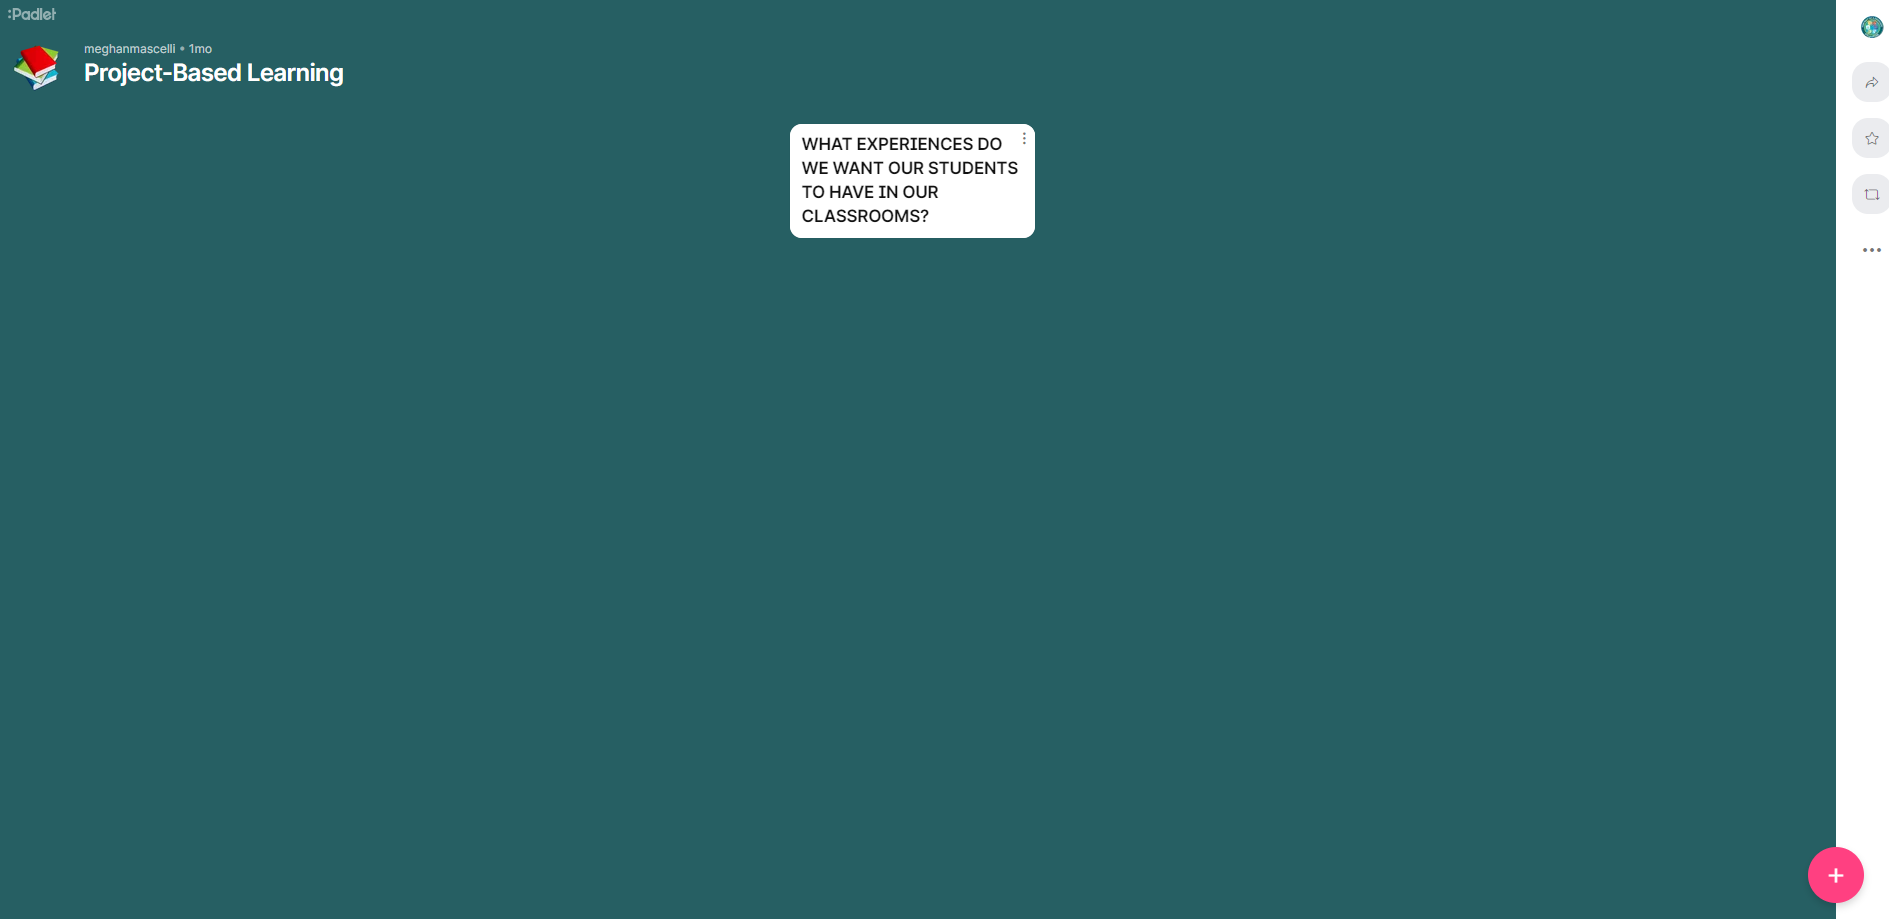 :Padlet
meghanmascelli • 1mo
Project-Based Learning
WHAT EXPERIENCES DO
WE WANT OUR STUDENTS
TO HAVE IN OUR
CLASSROOMS?